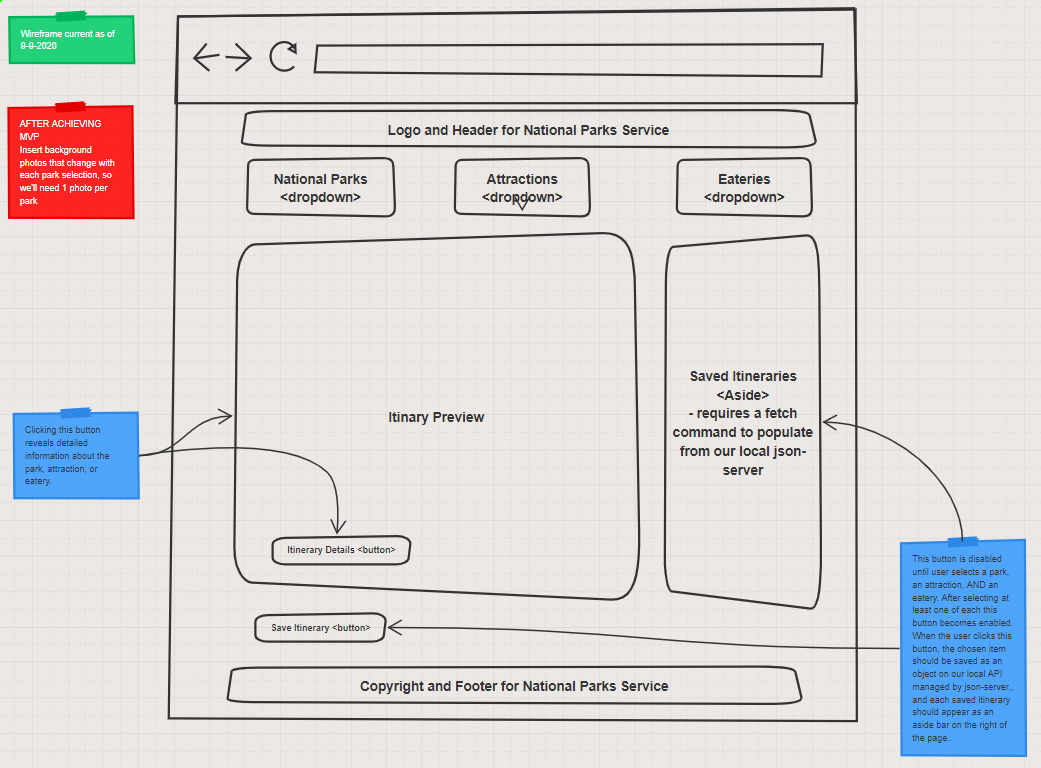 Wireframe current as of
9-9-2020
AFTER ACHIEVING
MVP
Insert background
photos that change with
each park selection, so
we'll need 1 photo per
park
Logo and Header for National Parks Service
National Parks
<dropdown>
Attractions
<dropdown>
Eateries
<dropdown>
Itinary Preview
Saved Itineraries
<Aside>
- requires a fetch
command to populate
from our local json-
server
Clicking this button
reveals detailed
information about the
park, attraction, or
eatery.
Itinerary Details <button>
Save Itinerary <button>
This button is disabled
until user selects a park,
an attraction, AND an
eatery. After selecting at
least one of each this
button becomes enabled.
When the user clicks this
button, the chosen item
should be saved as an
object on our local API
managed by json-server.,
and each saved itinerary
should appear as an
aside bar on the right of
the page..
Copyright and Footer for National Parks Service